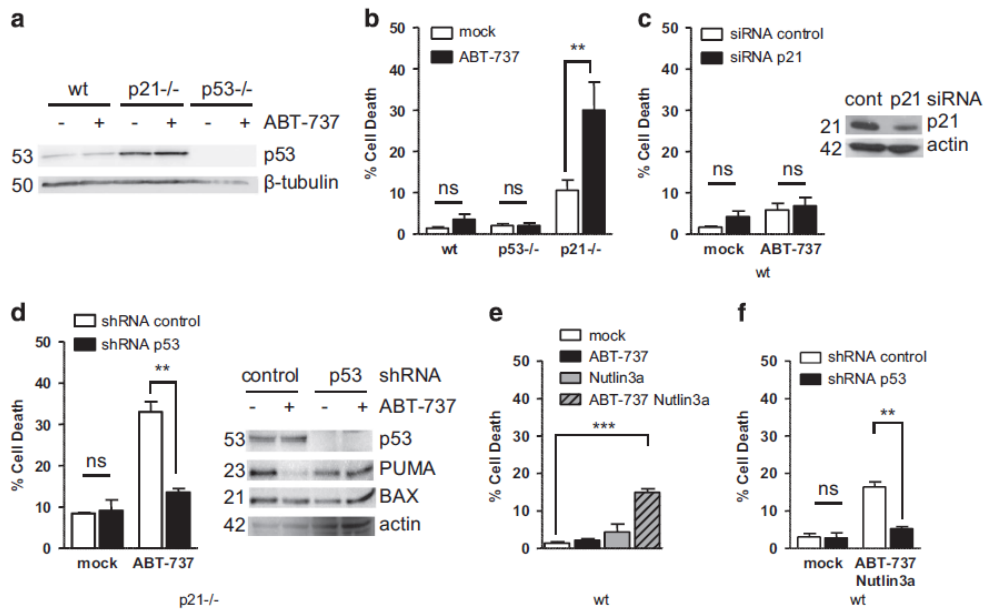 a
wt p21-/- p53-/-
- + - + - + ABT-737
53 p53
50 β-tubulin
b
mock
ABT-737
% Cell Death
50
40
30
20
10
0
ns ns **
wt p53-/- p21-/-
c
siRNA control
siRNA p21
% Cell Death
50
40
30
20
10
0
ns ns
mock ABT-737
wt
cont p21 siRNA
21 p21
42 actin
d
shRNA control
shRNA p53
% Cell Death
50
40
30
20
10
0
ns **
mock ABT-737
p21-/-
control p53 shRNA
- + - + ABT-737
53 p53
23 PUMA
21 BAX
42 actin
e
mock
ABT-737
Nutlin3a
ABT-737 Nutlin3a
% Cell Death
50
40
30
20
10
0
***
wt
f
shRNA control
shRNA p53
% Cell Death
50
40
30
20
10
0
ns **
mock ABT-737
Nutlin3a
wt